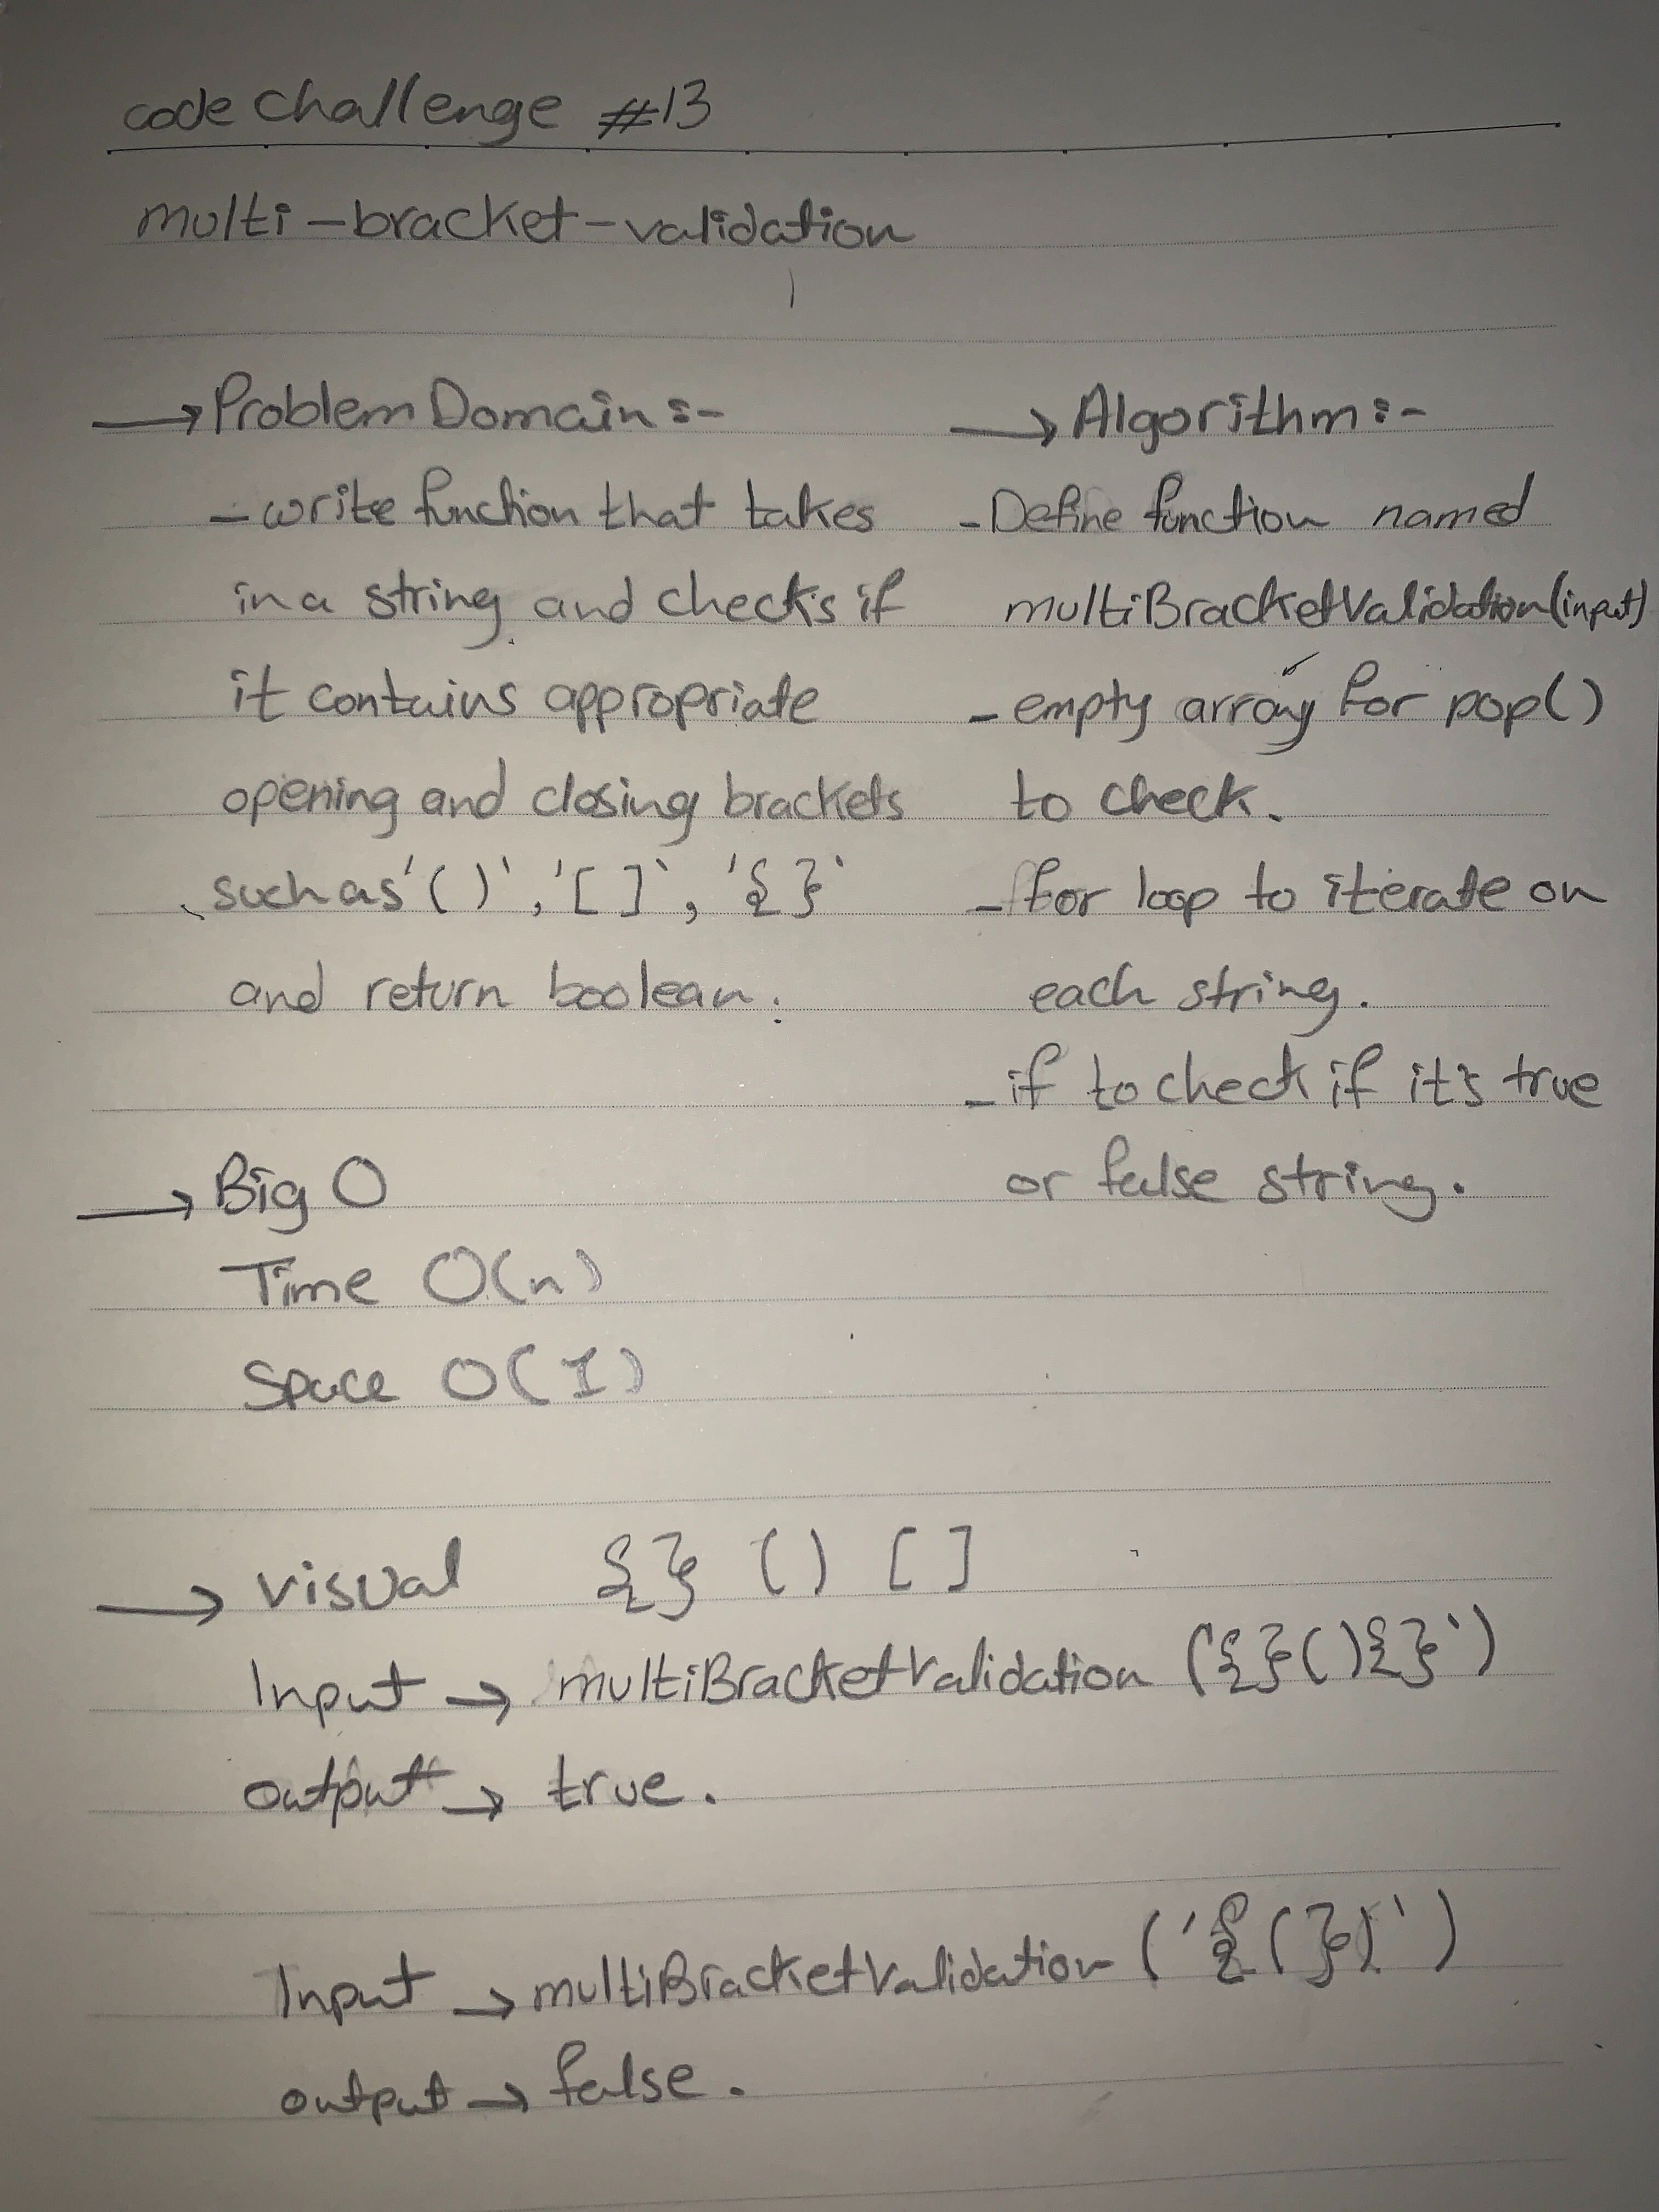 code challenge #13
multi-bracket-validation
→ Problem Domain :-
- write function that takes
in a string and checks if
it contains appropriate
opening and closing brackets
such as '()', '[]', '{}'
and return boolean.
→ Algorithm :-
- Define function named
multiBracketValidation(input)
- empty array for pop()
to check.
- for loop to iterate on
each string.
- if to check if it's true
or false string.
→ Big O
Time O(n)
Space O(1)
→ visual {} () []
Input → multiBracketValidation ('{}(){}')
output → true.
Input → multiBracketValidation ('{(})')
output → false.